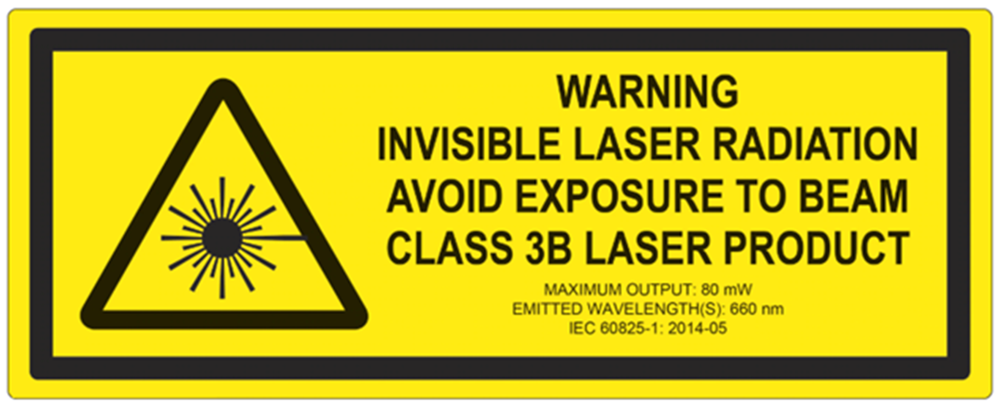 WARNING
INVISIBLE LASER RADIATION
AVOID EXPOSURE TO BEAM
CLASS 3B LASER PRODUCT
MAXIMUM OUTPUT: 80 mW
EMITTED WAVELENGTH(S): 660 nm
IEC 60825-1: 2014-05